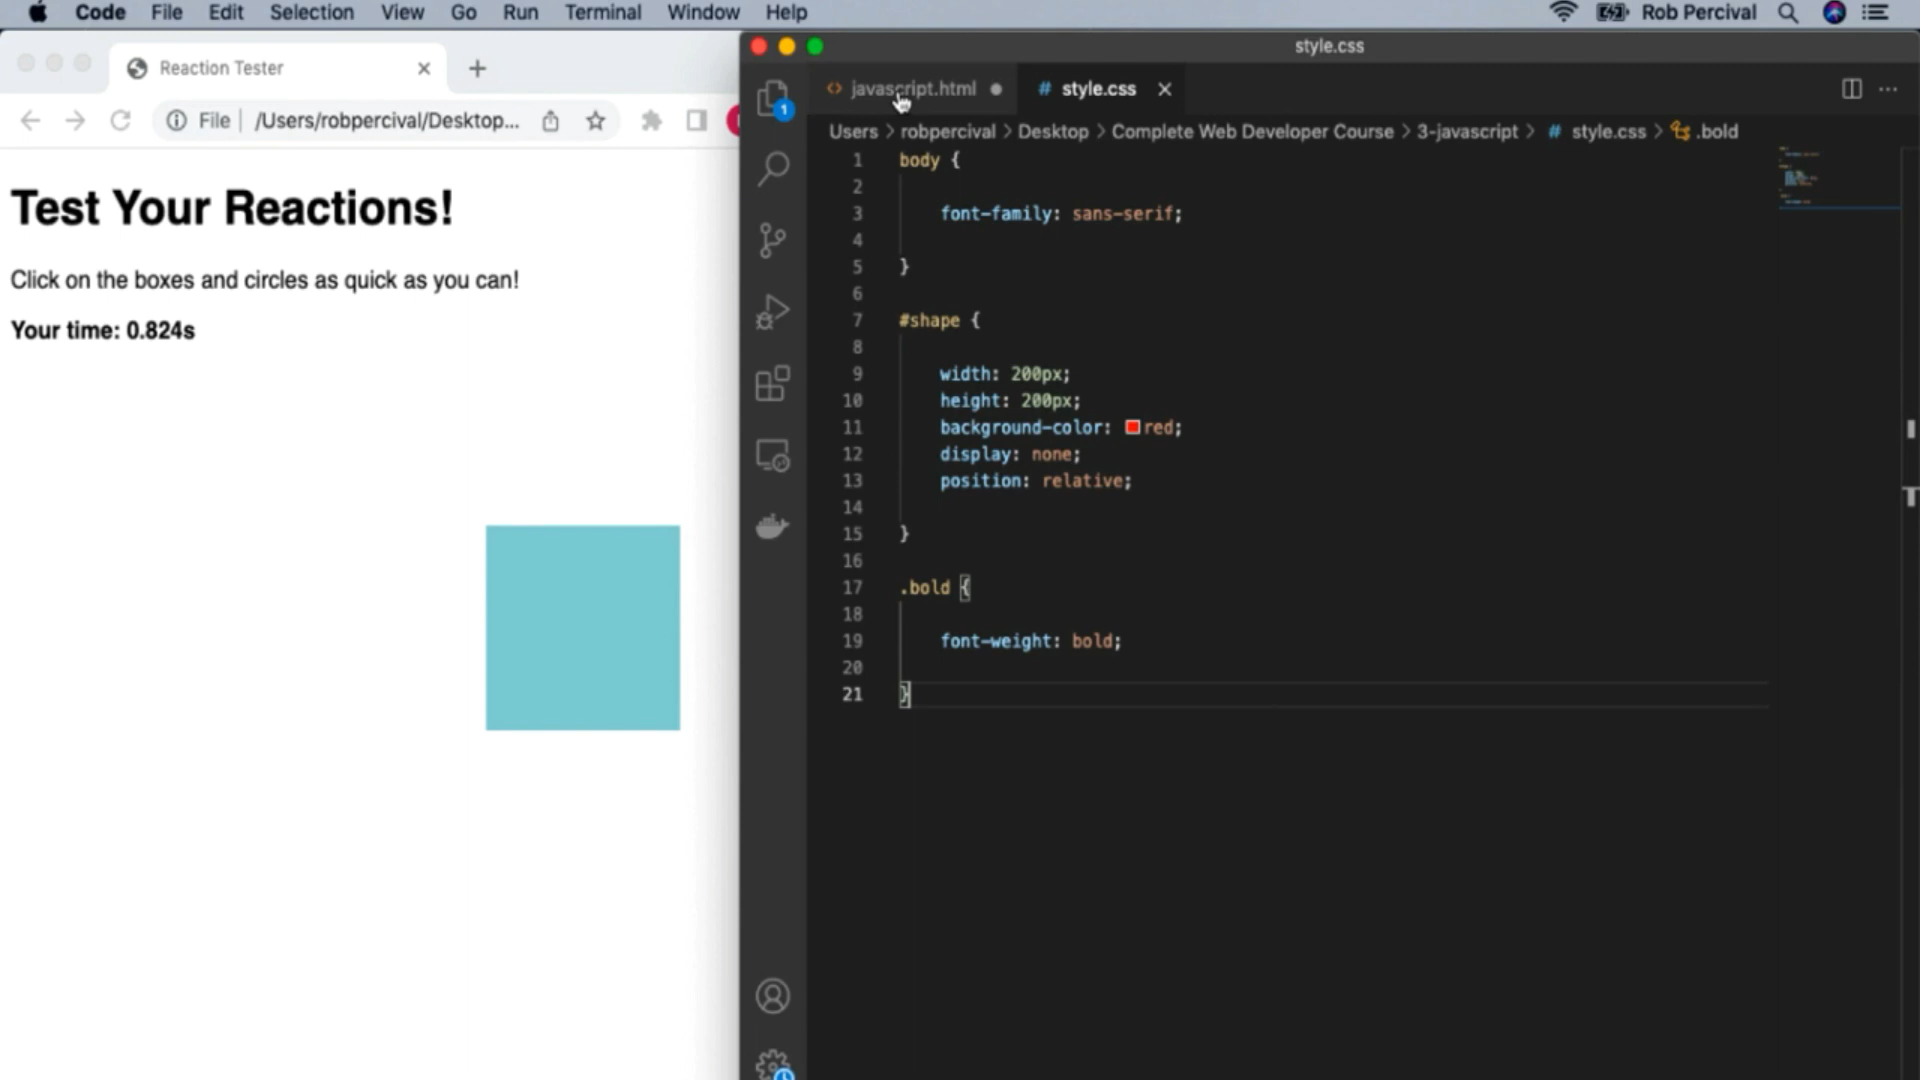 Code File Edit Selection View Go Run Terminal Window Help Rob Percival
Reaction Tester
File /Users/robpercival/Desktop...
Test Your Reactions!
Click on the boxes and circles as quick as you can!
Your time: 0.824s
style.css
javascript.html
# style.css
Users > robpercival > Desktop > Complete Web Developer Course > 3-javascript > # style.css > .bold
1
1 body {
2
3 font-family: sans-serif;
4
5 }
6
7 #shape {
8
9 width: 200px;
10 height: 200px;
11 background-color: red;
12 display: none;
13 position: relative;
14
15 }
16
17 .bold {
18
19 font-weight: bold;
20
21 }